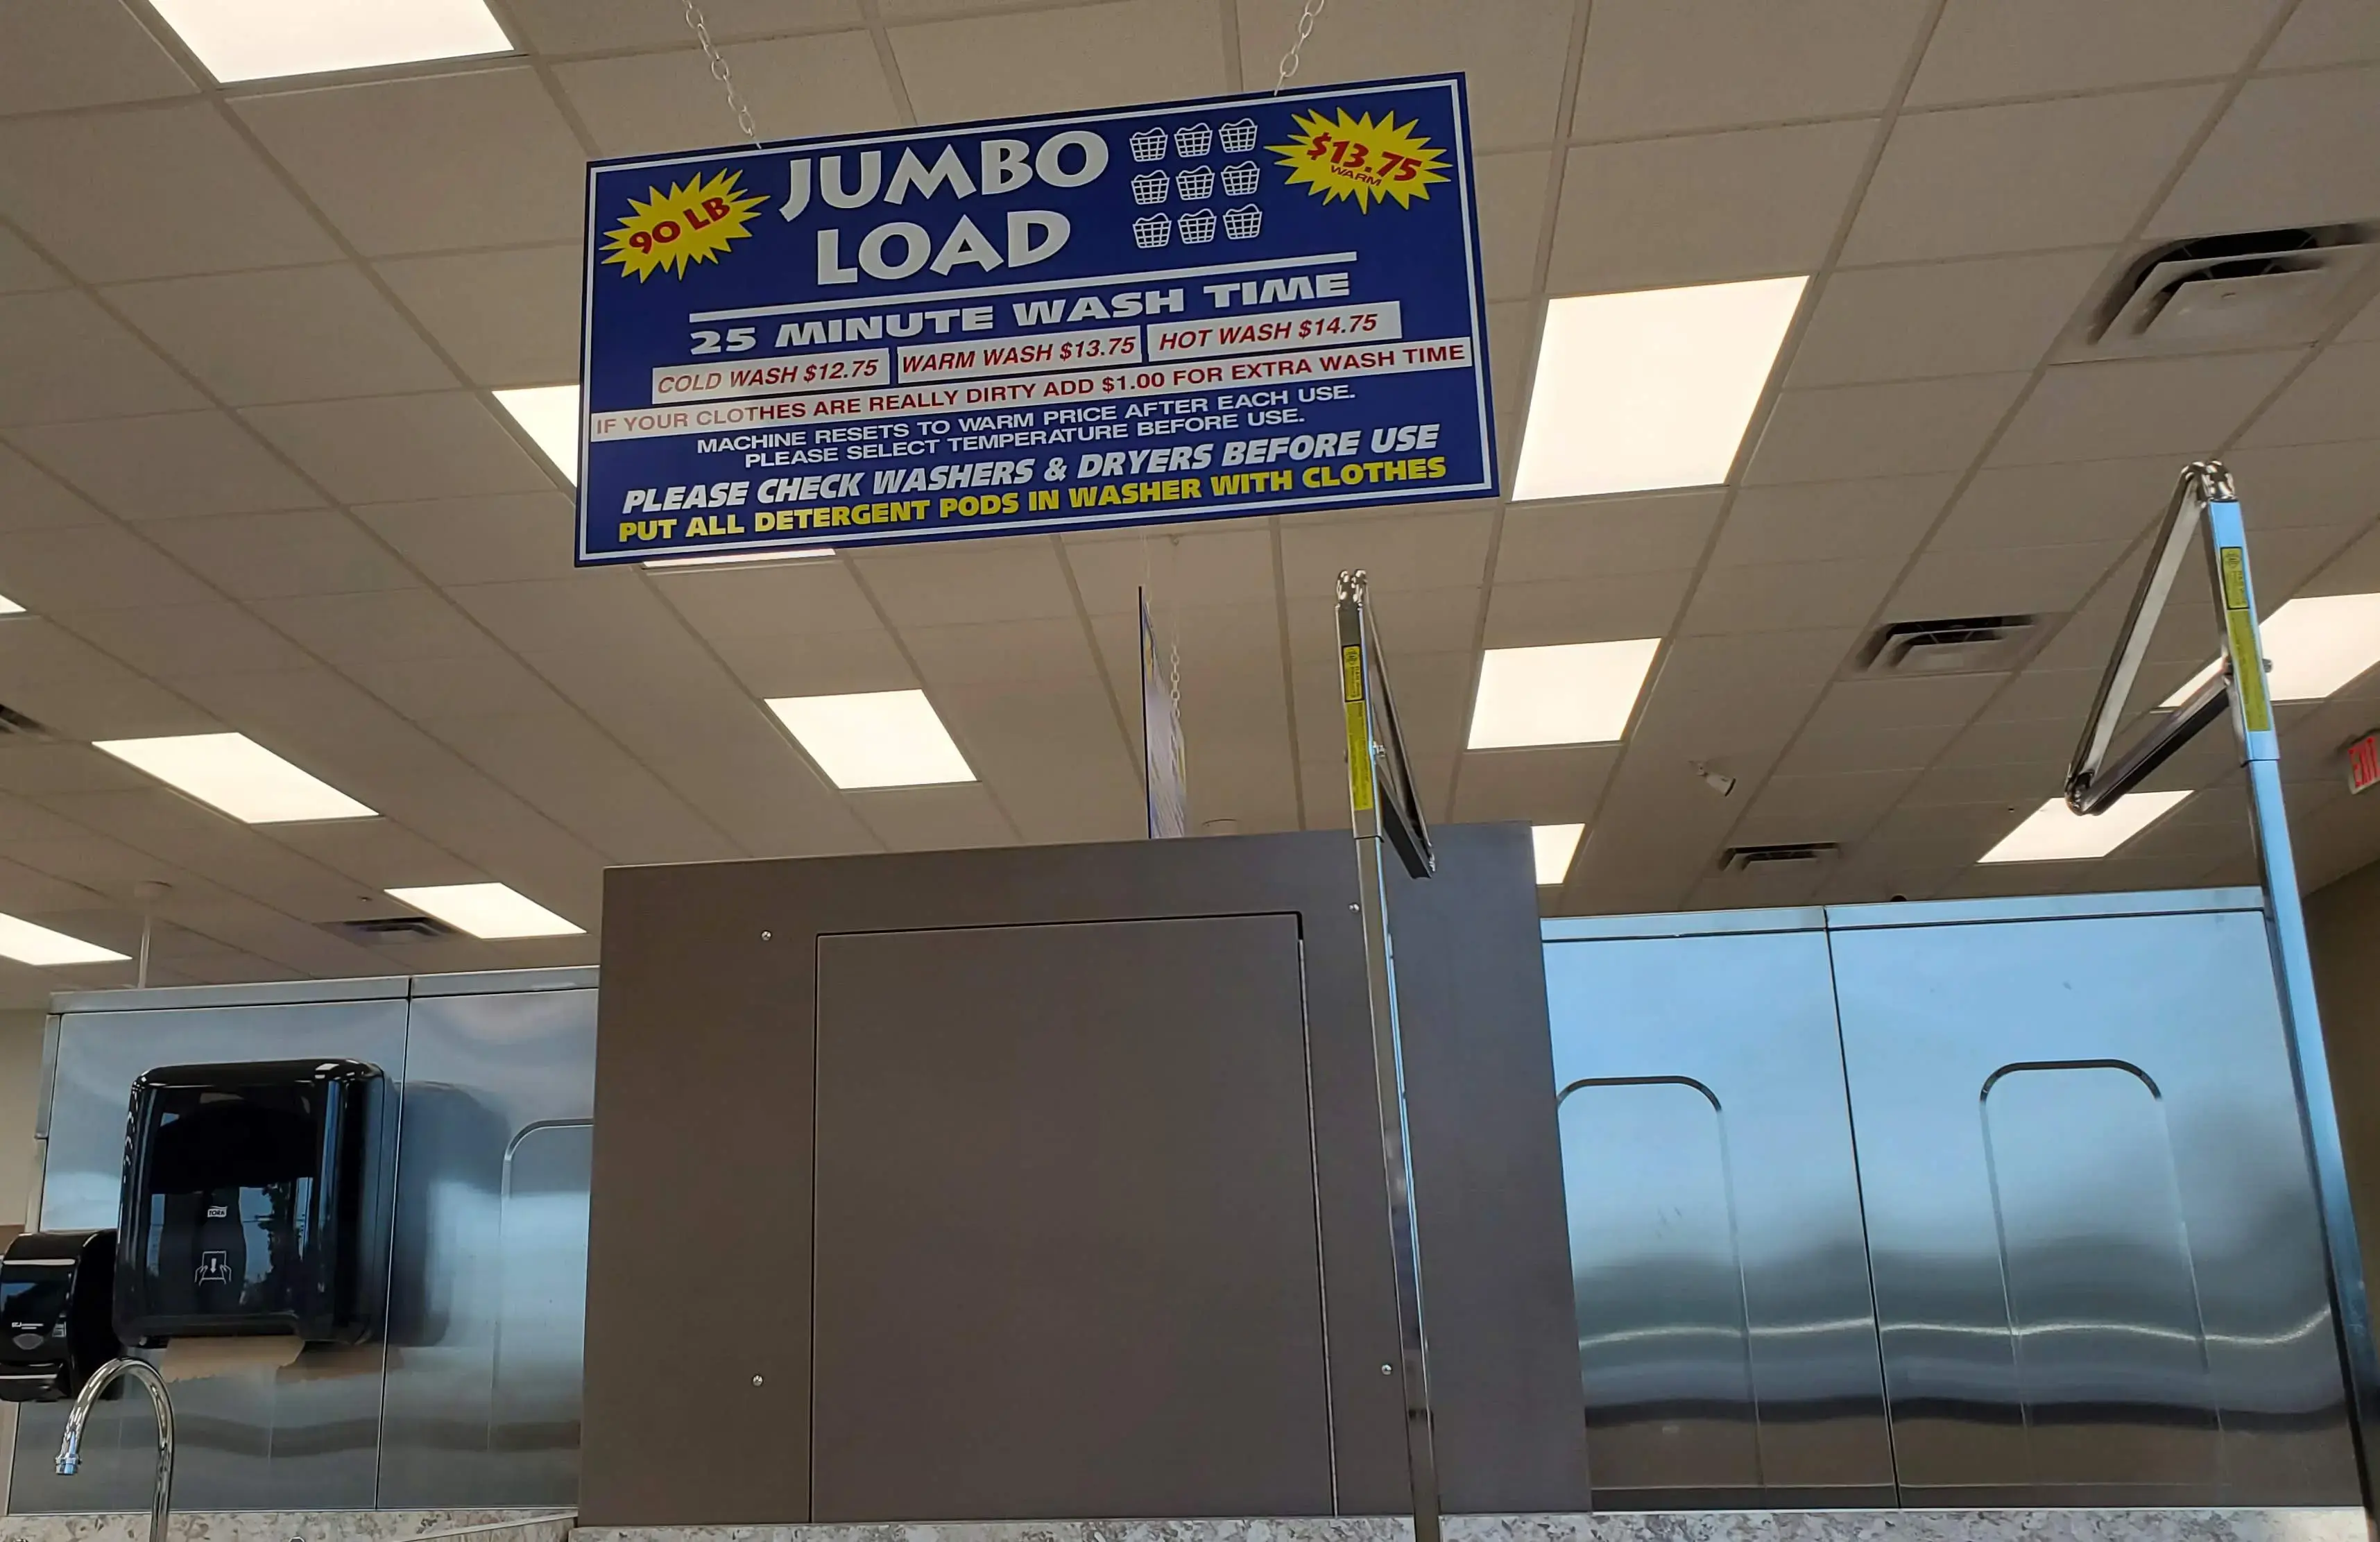 90 LB
JUMBO
LOAD
$13.75
WARM
25 MINUTE WASH TIME
COLD WASH $12.75
WARM WASH $13.75
HOT WASH $14.75
IF YOUR CLOTHES ARE REALLY DIRTY ADD $1.00 FOR EXTRA WASH TIME
MACHINE RESETS TO WARM PRICE AFTER EACH USE.
PLEASE SELECT TEMPERATURE BEFORE USE.
PLEASE CHECK WASHERS & DRYERS BEFORE USE
PUT ALL DETERGENT PODS IN WASHER WITH CLOTHES
EXIT
TORK